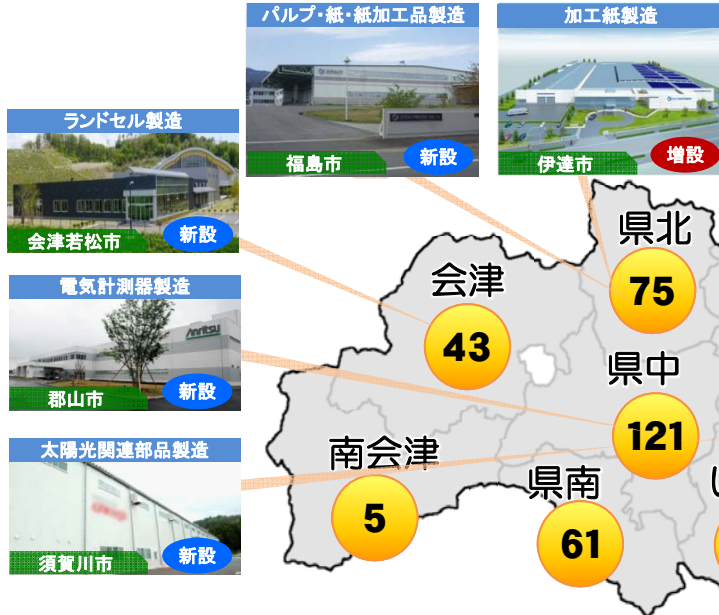 パルプ・紙・紙加工品製造
福島市
新設
加工紙製造
伊達市
増設
ランドセル製造
会津若松市
新設
電気計測器製造
Anritsu
郡山市
新設
太陽光関連部品製造
須賀川市
新設
県北
75
会津
43
県中
121
南会津
5
県南
61